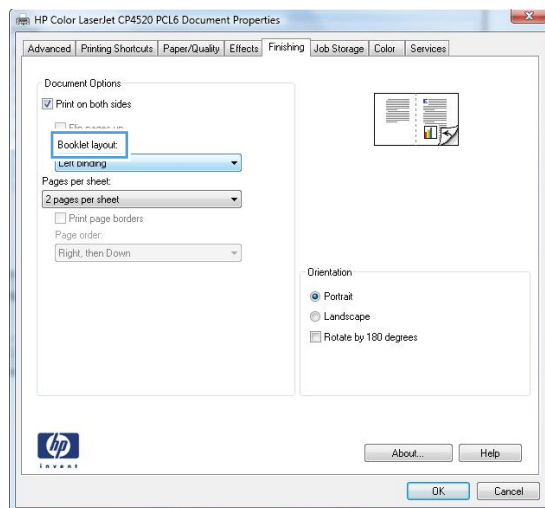 HP Color LaserJet CP4520 PCL6 Document Properties
Advanced Printing Shortcuts Paper/Quality Effects Finishing Job Storage Color Services
Document Options
Print on both sides
Booklet layout:
Left binding
Pages per sheet:
2 pages per sheet
Print page borders
Page order:
Right, then Down
Orientation
Portrait
Landscape
Rotate by 180 degrees
hp
invent
About... Help
OK Cancel